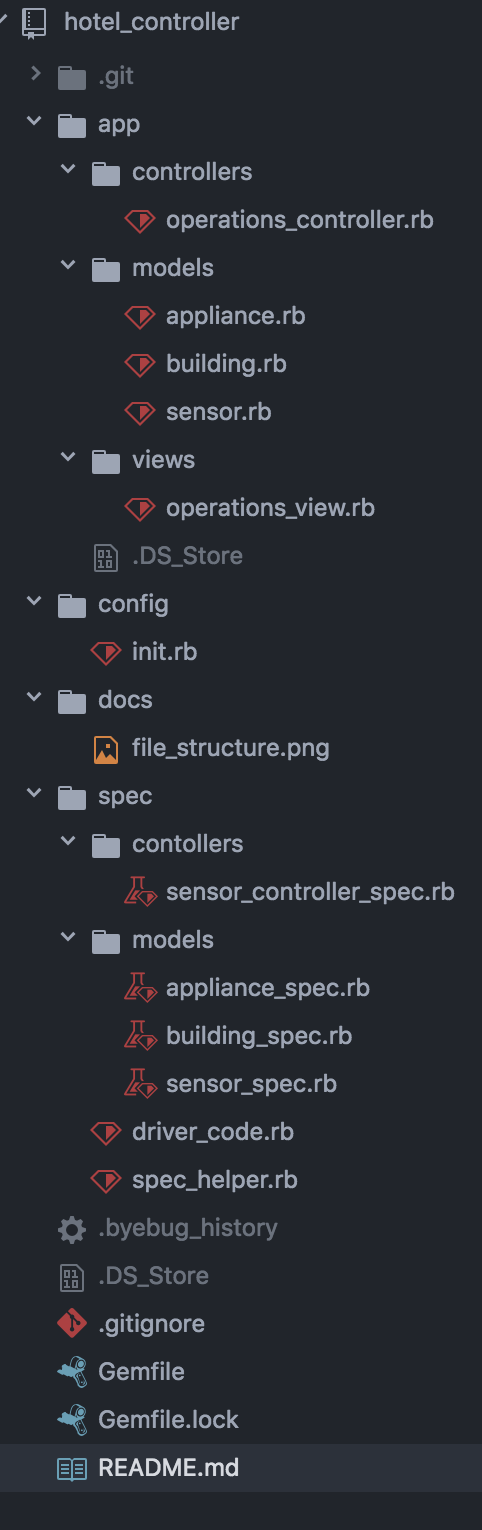 hotel_controller
.git
app
controllers
operations_controller.rb
models
appliance.rb
building.rb
sensor.rb
views
operations_view.rb
.DS_Store
config
init.rb
docs
file_structure.png
spec
contollers
sensor_controller_spec.rb
models
appliance_spec.rb
building_spec.rb
sensor_spec.rb
driver_code.rb
spec_helper.rb
.byebug_history
.DS_Store
.gitignore
Gemfile
Gemfile.lock
README.md